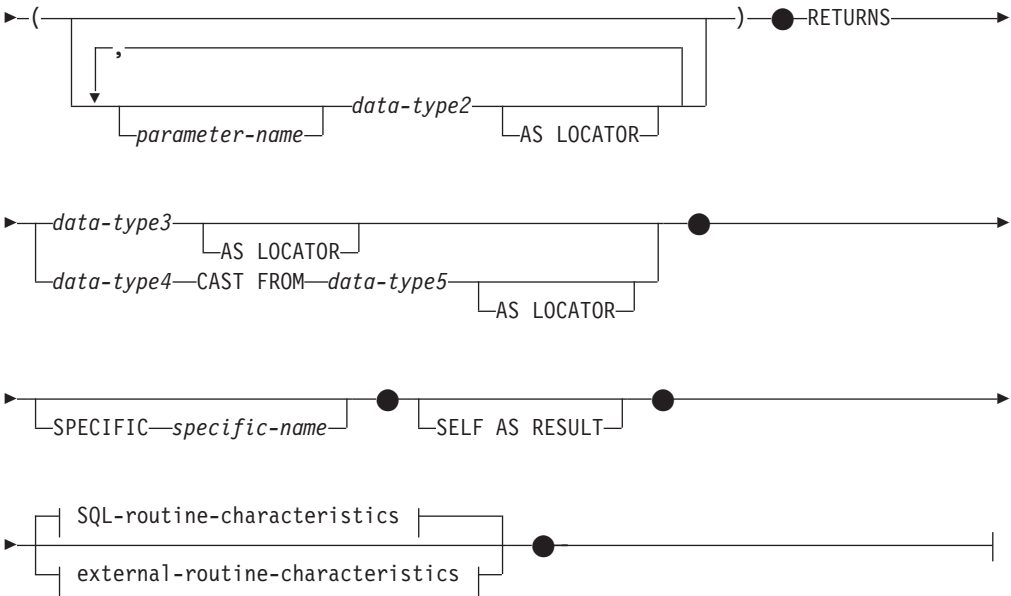 ( ) RETURNS
,
data-type2
parameter-name AS LOCATOR
data-type3
AS LOCATOR
data-type4 CAST FROM data-type5
AS LOCATOR
SPECIFIC specific-name SELF AS RESULT
SQL-routine-characteristics
external-routine-characteristics